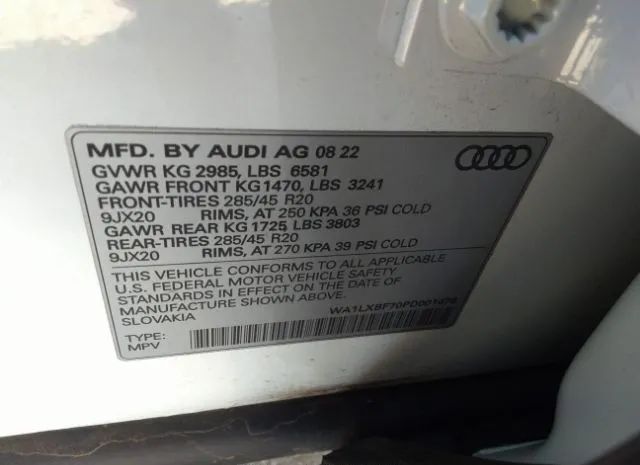 MFD. BY AUDI AG 08 22
GVWR KG 2985, LBS 6581
GAWR FRONT KG1470, LBS 3241
FRONT-TIRES 285/45 R20
9JX20 RIMS, AT 250 KPA 36 PSI COLD
GAWR REAR KG 1725 LBS 3803
REAR-TIRES 285/45 R20
9JX20 RIMS, AT 270 KPA 39 PSI COLD
THIS VEHICLE CONFORMS TO ALL APPLICABLE
U.S. FEDERAL MOTOR VEHICLE SAFETY
STANDARDS IN EFFECT ON THE DATE OF
MANUFACTURE SHOWN ABOVE.
SLOVAKIA
TYPE:
MPV